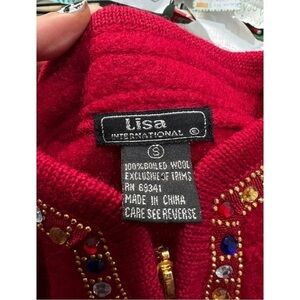 Lisa
INTERNATIONAL ©
S
100% BOILED WOOL
EXCLUSIVE OF TRIMS
RN 69341
MADE IN CHINA
CARE SEE REVERSE